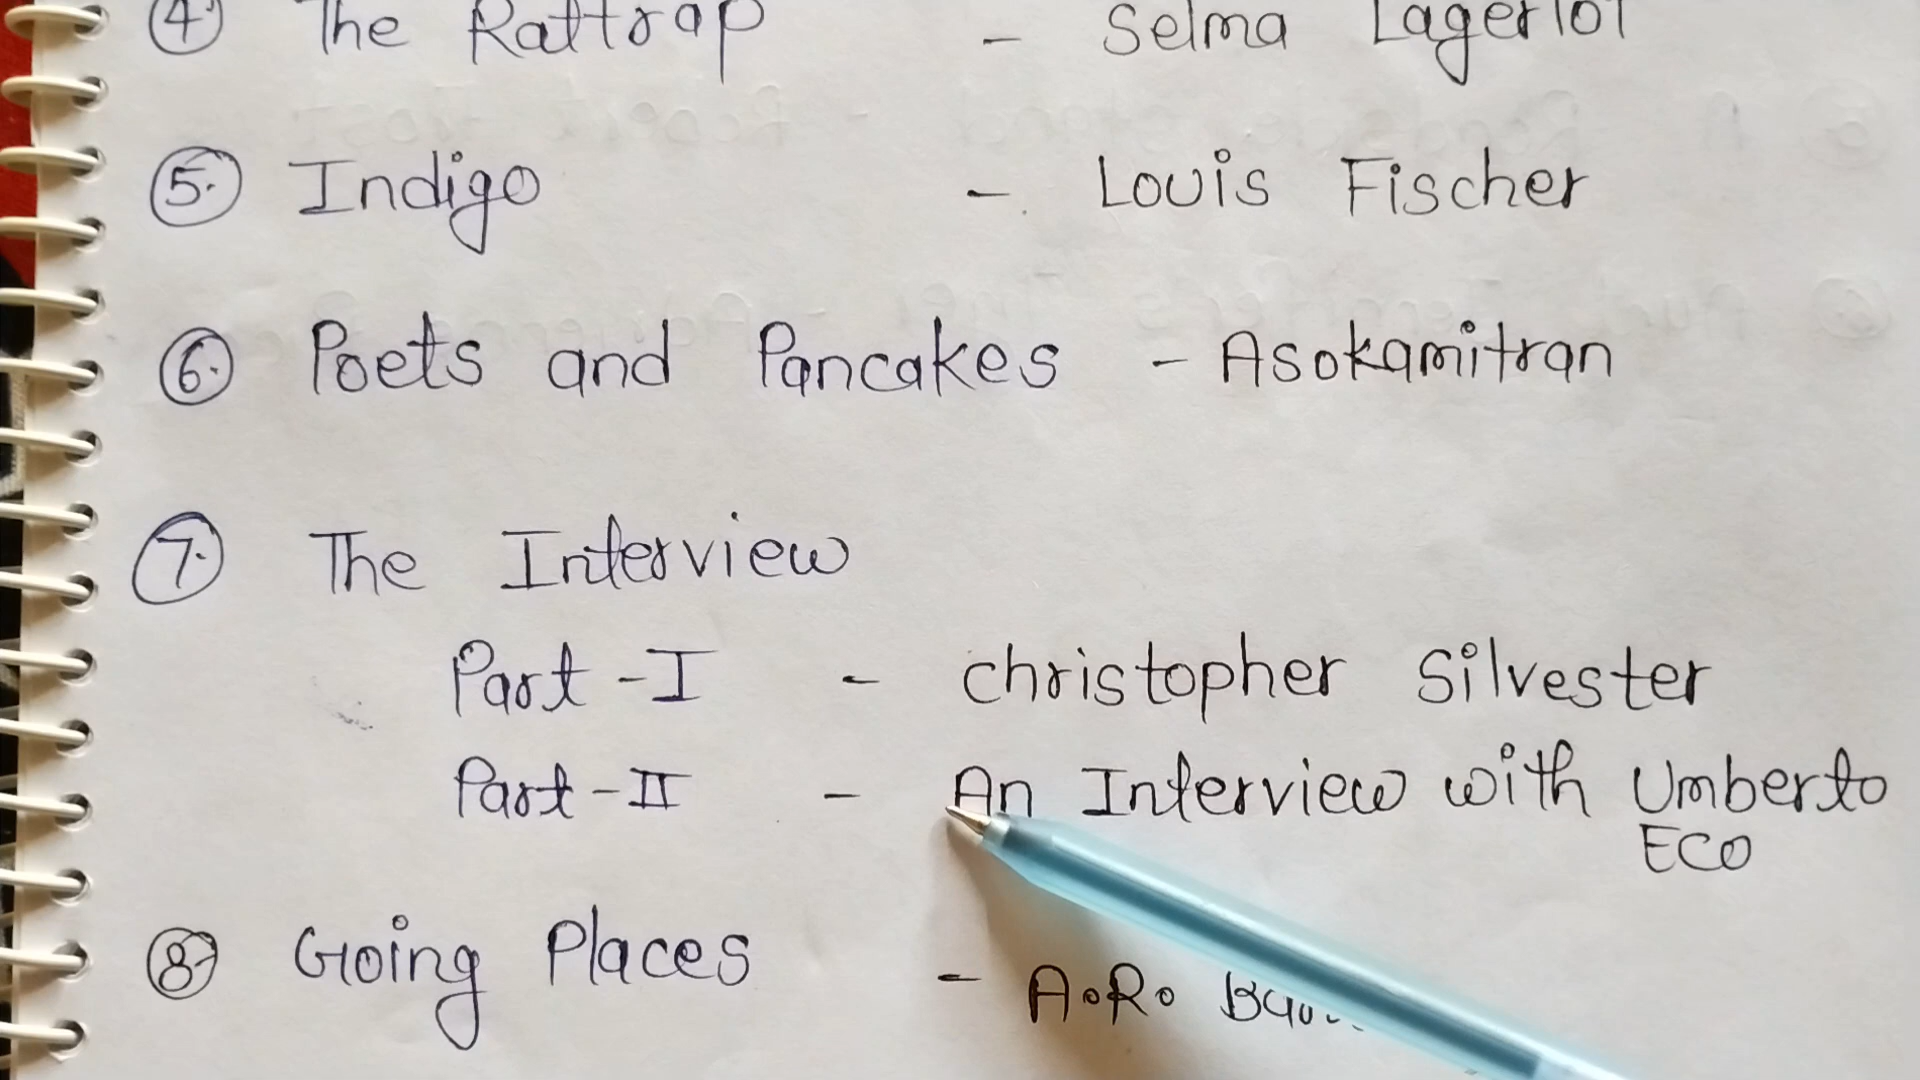 4. The Rattrap - Selma Lagerlof
5. Indigo - Louis Fischer
6. Poets and Pancakes - Asokamitran
7. The Interview
Part-I - christopher Silvester
Part-II - An Interview with Umberto
ECO
8. Going Places - A.R.